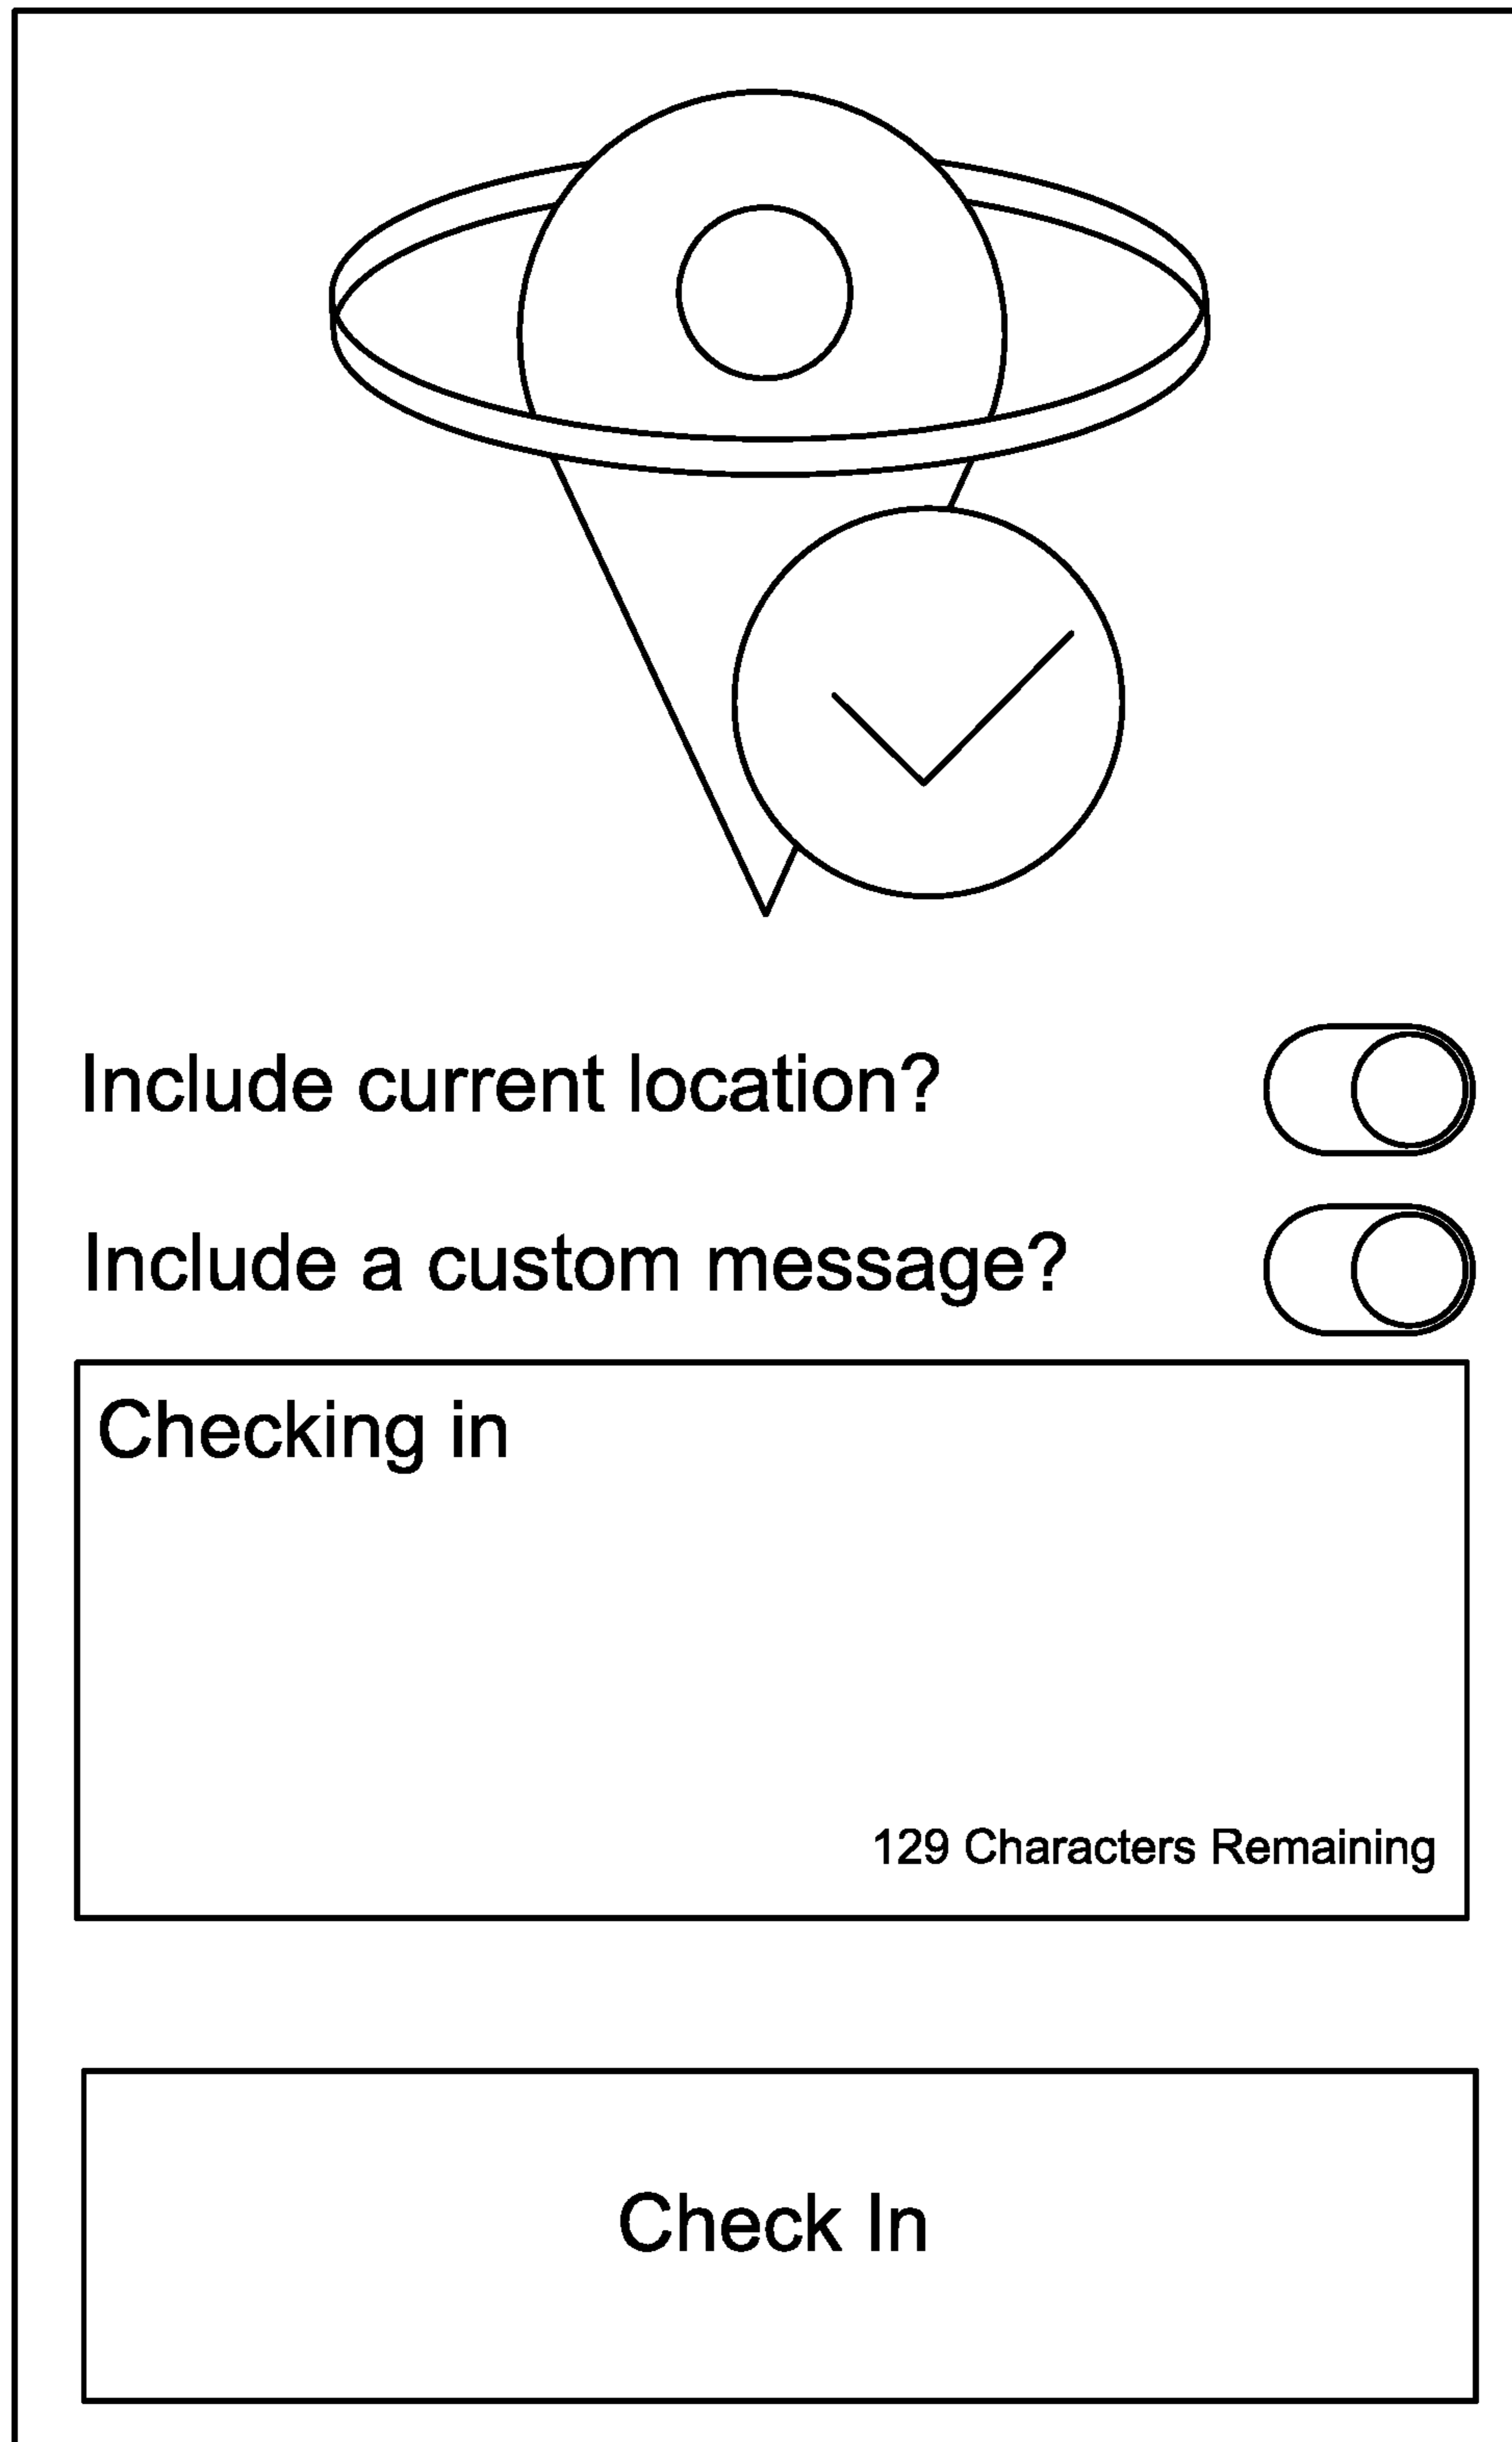 Include current location?
Include a custom message?
Checking in
129 Characters Remaining
Check In